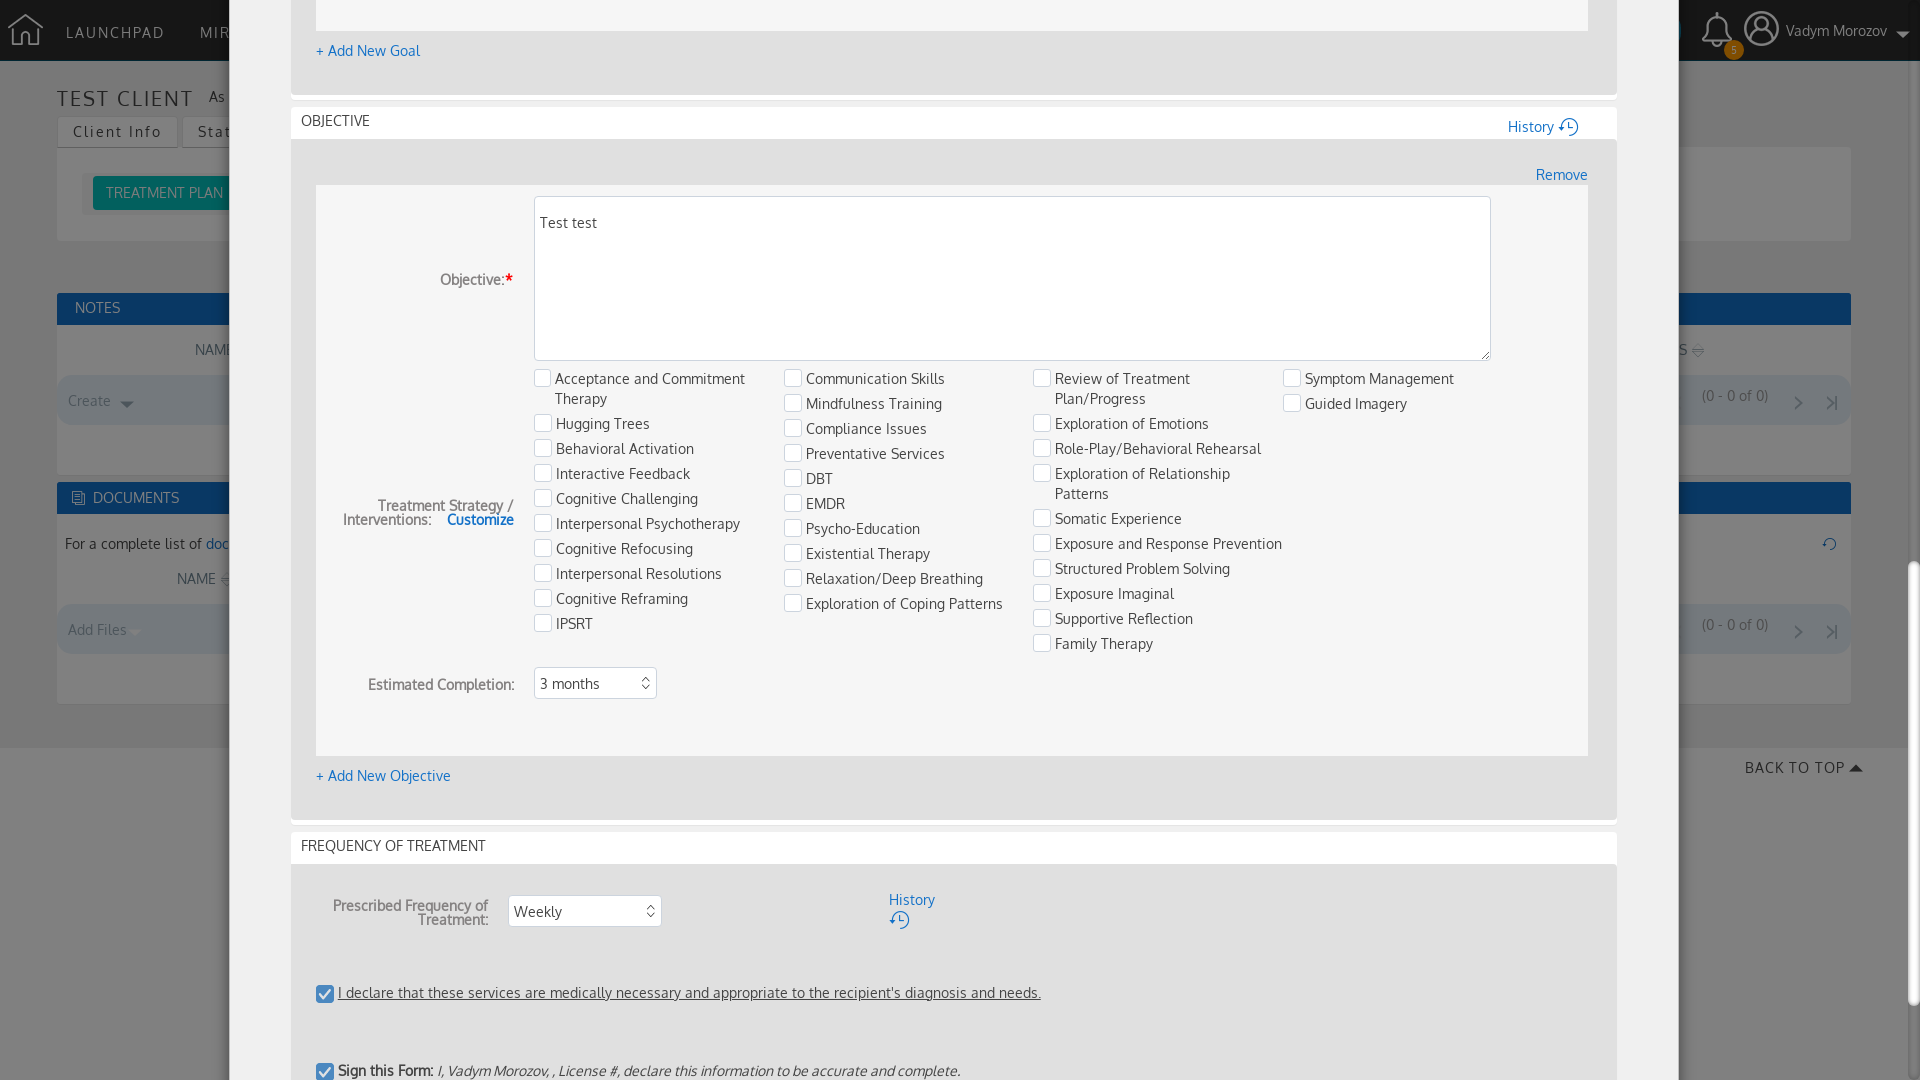 LAUNCHPAD
MIR
5
Vadym Morozov
TEST CLIENT
As
Client Info
Stat
TREATMENT PLAN
NOTES
NAME
S
Create
(0 - 0 of 0)
DOCUMENTS
For a complete list of doc
NAME
Add Files
(0 - 0 of 0)
BACK TO TOP
+ Add New Goal
OBJECTIVE
History
Remove
Objective:*
Test test
Treatment Strategy /
Interventions: Customize
Acceptance and Commitment
Therapy
Hugging Trees
Behavioral Activation
Interactive Feedback
Cognitive Challenging
Interpersonal Psychotherapy
Cognitive Refocusing
Interpersonal Resolutions
Cognitive Reframing
IPSRT
Communication Skills
Mindfulness Training
Compliance Issues
Preventative Services
DBT
EMDR
Psycho-Education
Existential Therapy
Relaxation/Deep Breathing
Exploration of Coping Patterns
Review of Treatment
Plan/Progress
Exploration of Emotions
Role-Play/Behavioral Rehearsal
Exploration of Relationship
Patterns
Somatic Experience
Exposure and Response Prevention
Structured Problem Solving
Exposure Imaginal
Supportive Reflection
Family Therapy
Symptom Management
Guided Imagery
Estimated Completion:
3 months
+ Add New Objective
FREQUENCY OF TREATMENT
Prescribed Frequency of
Treatment:
Weekly
History
I declare that these services are medically necessary and appropriate to the recipient's diagnosis and needs.
Sign this Form: I, Vadym Morozov, , License #, declare this information to be accurate and complete.